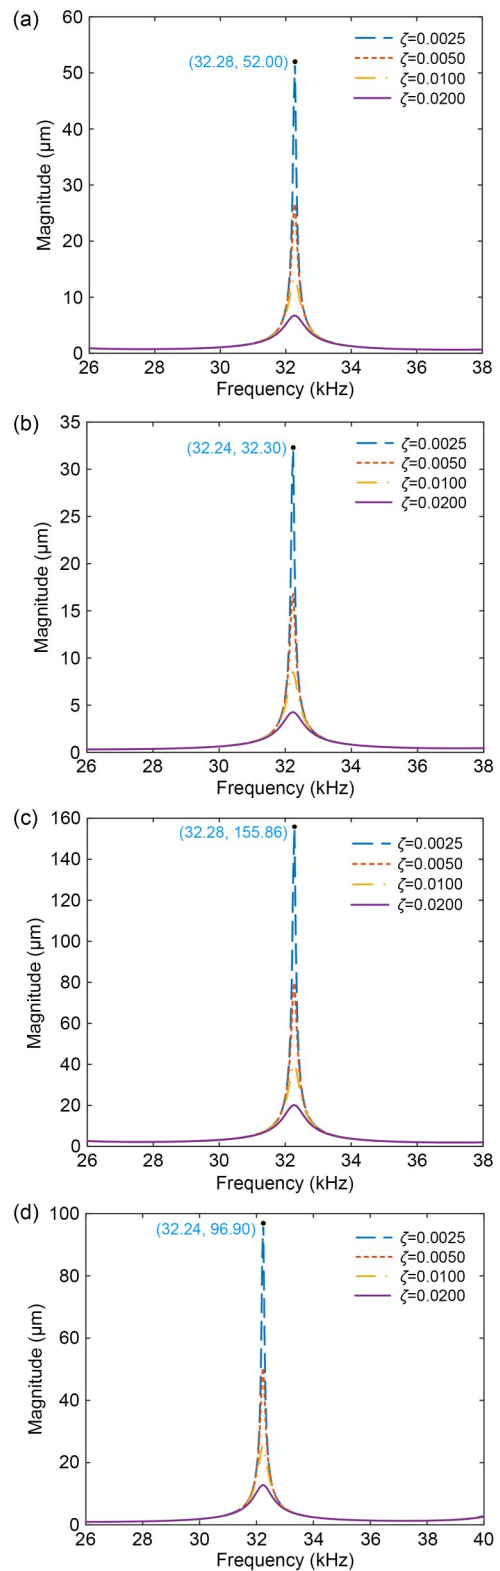 (a)
60
50
40
30
20
10
0
Magnitude (μm)
(32.28, 52.00)
ζ=0.0025
ζ=0.0050
ζ=0.0100
ζ=0.0200
26 28 30 32 34 36 38
Frequency (kHz)
(b)
35
30
25
20
15
10
5
0
Magnitude (μm)
(32.24, 32.30)
ζ=0.0025
ζ=0.0050
ζ=0.0100
ζ=0.0200
26 28 30 32 34 36 38
Frequency (kHz)
(c)
160
140
120
100
80
60
40
20
0
Magnitude (μm)
(32.28, 155.86)
ζ=0.0025
ζ=0.0050
ζ=0.0100
ζ=0.0200
26 28 30 32 34 36 38
Frequency (kHz)
(d)
100
80
60
40
20
0
Magnitude (μm)
(32.24, 96.90)
ζ=0.0025
ζ=0.0050
ζ=0.0100
ζ=0.0200
26 28 30 32 34 36 38 40
Frequency (kHz)